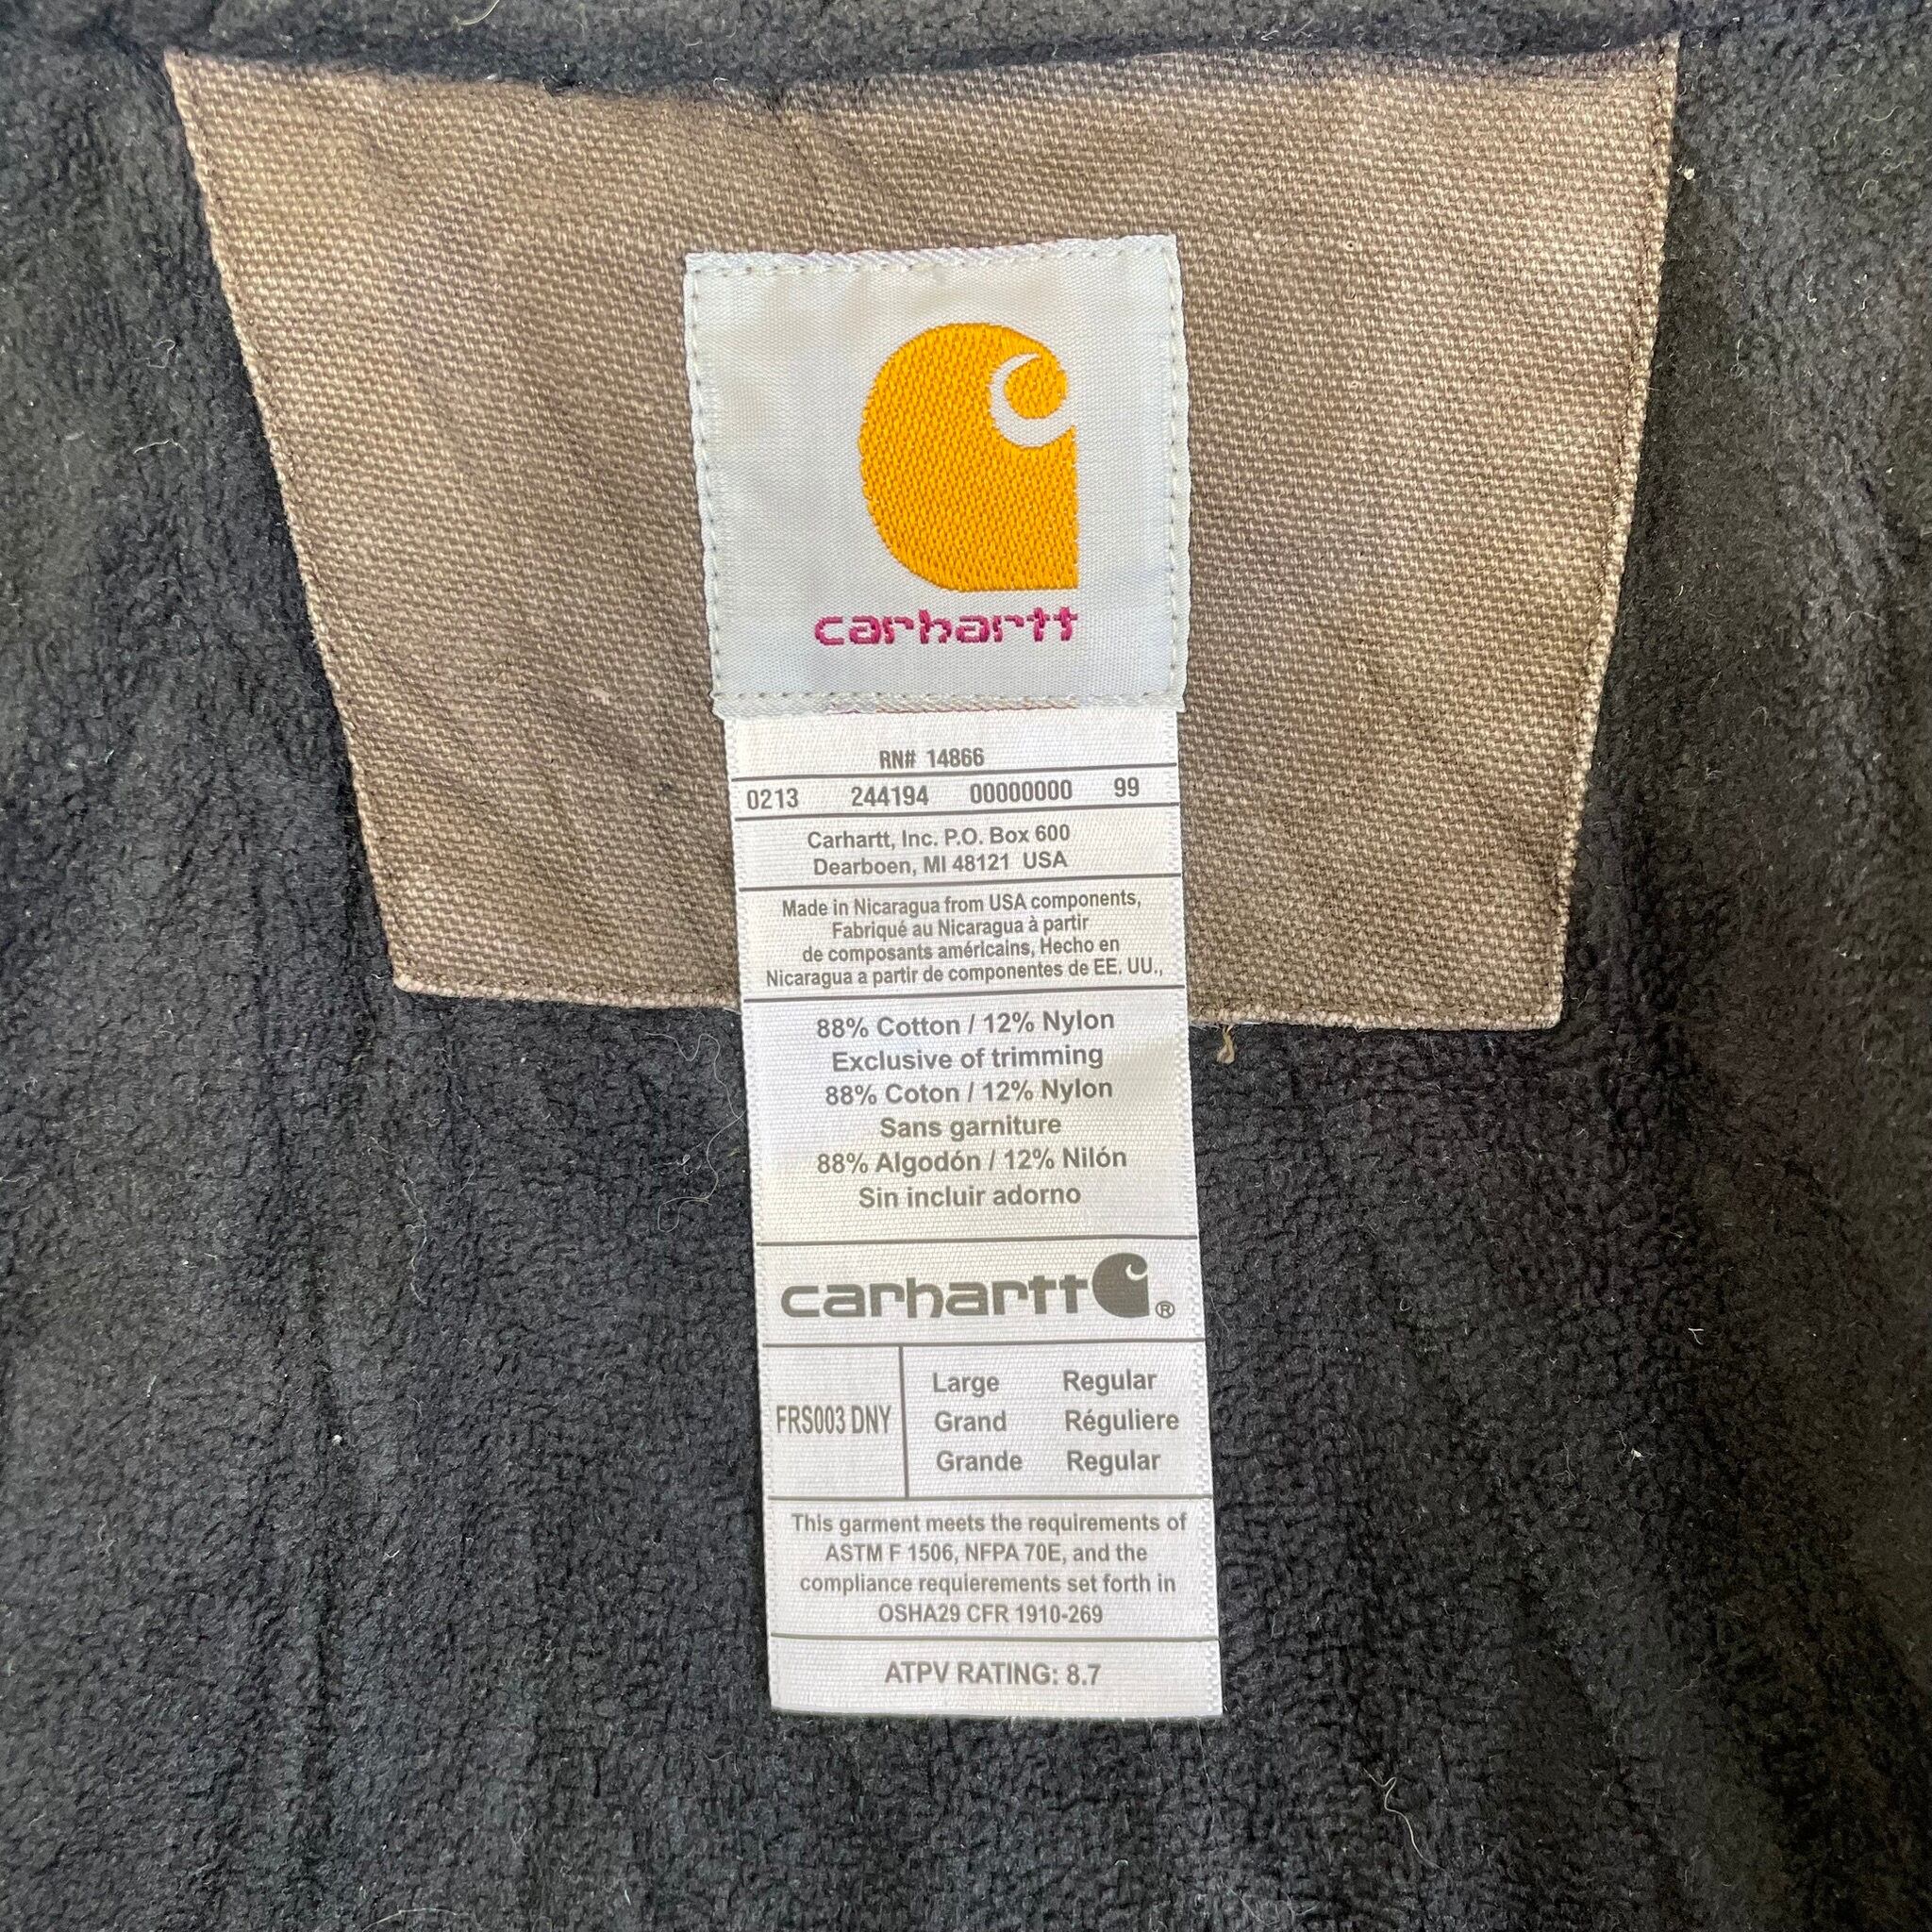 carhartt
RN# 14866
0213 244194 00000000 99
Carhartt, Inc. P.O. Box 600
Dearboen, MI 48121 USA
Made in Nicaragua from USA components,
Fabriqué au Nicaragua à partir
de composants américains, Hecho en
Nicaragua a partir de componentes de EE. UU.,
88% Cotton / 12% Nylon
Exclusive of trimming
88% Coton / 12% Nylon
Sans garniture
88% Algodón / 12% Nilón
Sin incluir adorno
carhartt ®
FRS003 DNY
Large Regular
Grand Réguliere
Grande Regular
This garment meets the requirements of
ASTM F 1506, NFPA 70E, and the
compliance requierements set forth in
OSHA29 CFR 1910-269
ATPV RATING: 8.7